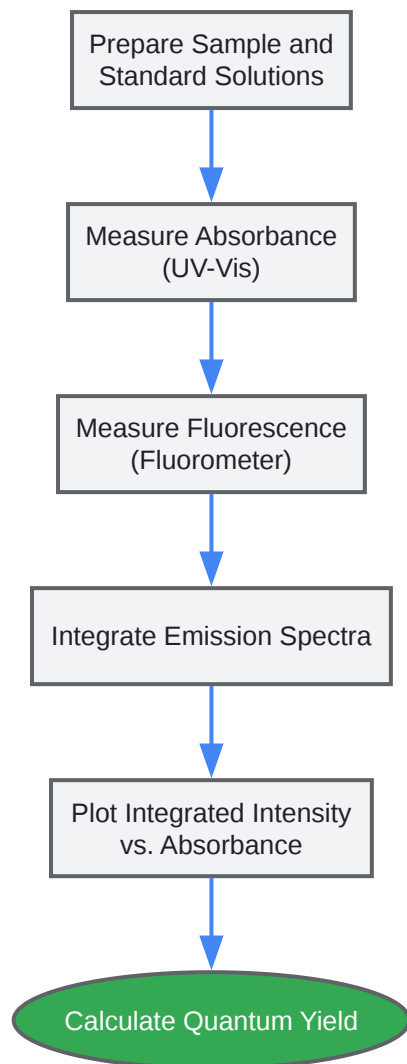 Prepare Sample and
Standard Solutions
Measure Absorbance
(UV-Vis)
Measure Fluorescence
(Fluorometer)
Integrate Emission Spectra
Plot Integrated Intensity
vs. Absorbance
Calculate Quantum Yield